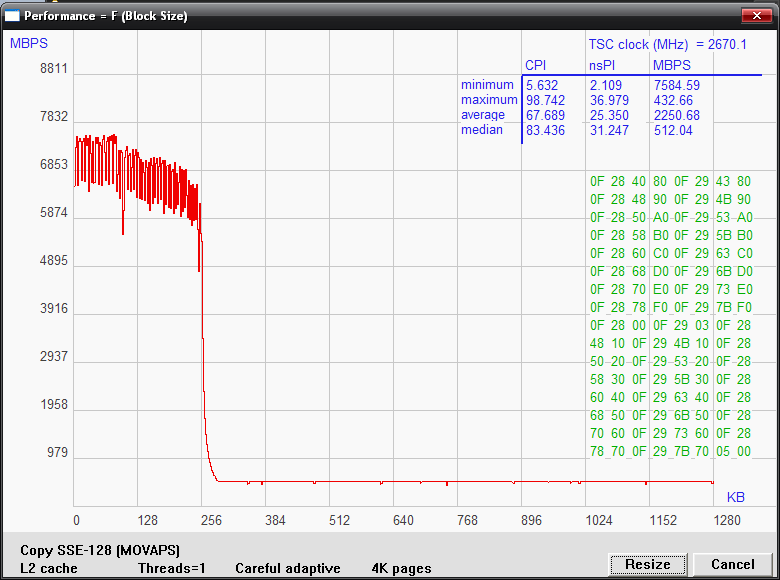 Performance = F (Block Size)
MBPS
TSC clock (MHz) = 2670.1
CPI nsPI MBPS
minimum 5.632 2.109 7584.59
maximum 98.742 36.979 432.66
average 67.689 25.350 2250.68
median 83.436 31.247 512.04
8811
7832
6853
5874
4895
3916
2937
1958
979
0F 28 40 80 0F 29 43 80
0F 28 48 90 0F 29 4B 90
0F 28 50 A0 0F 29 53 A0
0F 28 58 B0 0F 29 5B B0
0F 28 60 C0 0F 29 63 C0
0F 28 68 D0 0F 29 6B D0
0F 28 70 E0 0F 29 73 E0
0F 28 78 F0 0F 29 7B F0
0F 28 00 0F 29 03 0F 28
48 10 0F 29 4B 10 0F 28
50 20 0F 29 53 20 0F 28
58 30 0F 29 5B 30 0F 28
60 40 0F 29 63 40 0F 28
68 50 0F 29 6B 50 0F 28
70 60 0F 29 73 60 0F 28
78 70 0F 29 7B 70 05 00
KB
0 128 256 384 512 640 768 896 1024 1152 1280
Copy SSE-128 (MOVAPS)
L2 cache Threads=1 Careful adaptive 4K pages
Resize Cancel